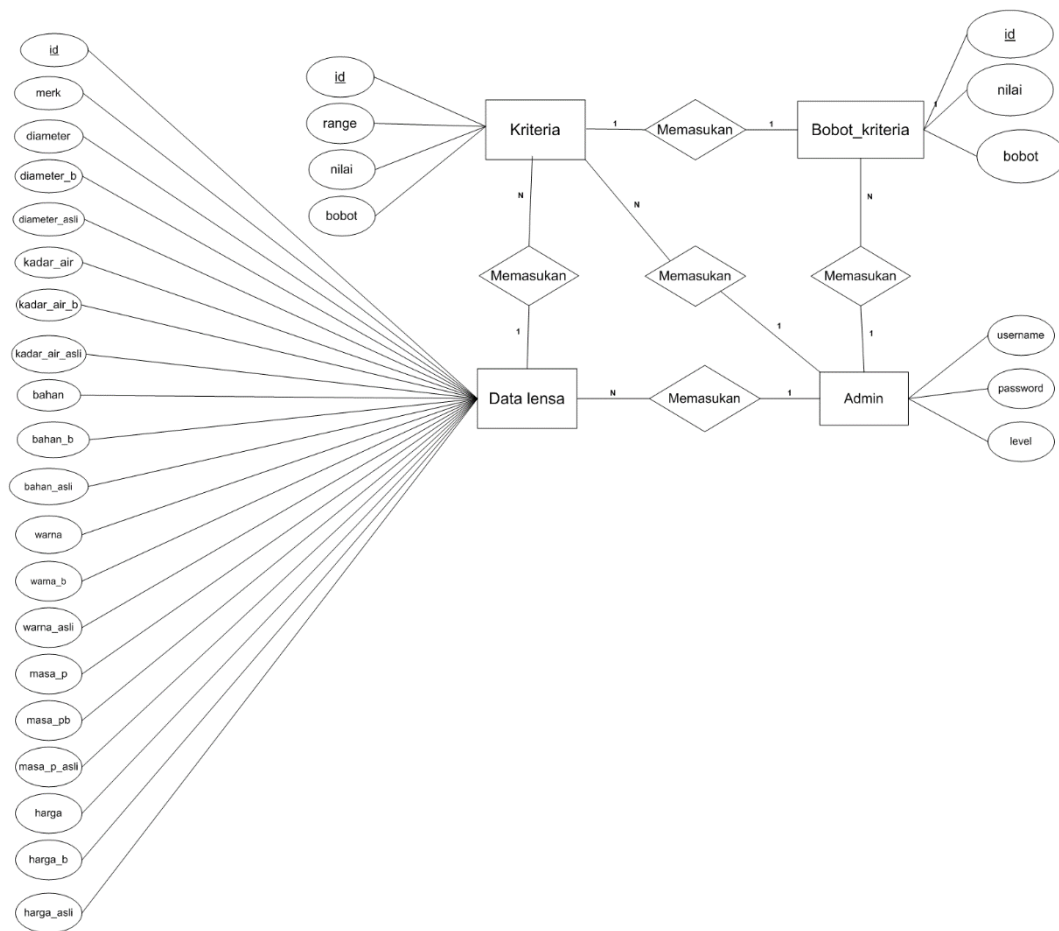 id
merk
diameter
diameter_b
diameter_asli
kadar_air
kadar_air_b
kadar_air_asli
bahan
bahan_b
bahan_asli
warna
warna_b
warna_asli
masa_p
masa_pb
masa_p_asli
harga
harga_b
harga_asli
id
range
nilai
bobot
Kriteria
1
Memasukan
1
Bobot_kriteria
1
id
nilai
bobot
N
Memasukan
1
N
Memasukan
1
N
Memasukan
1
Data lensa
N
Memasukan
1
Admin
username
password
level